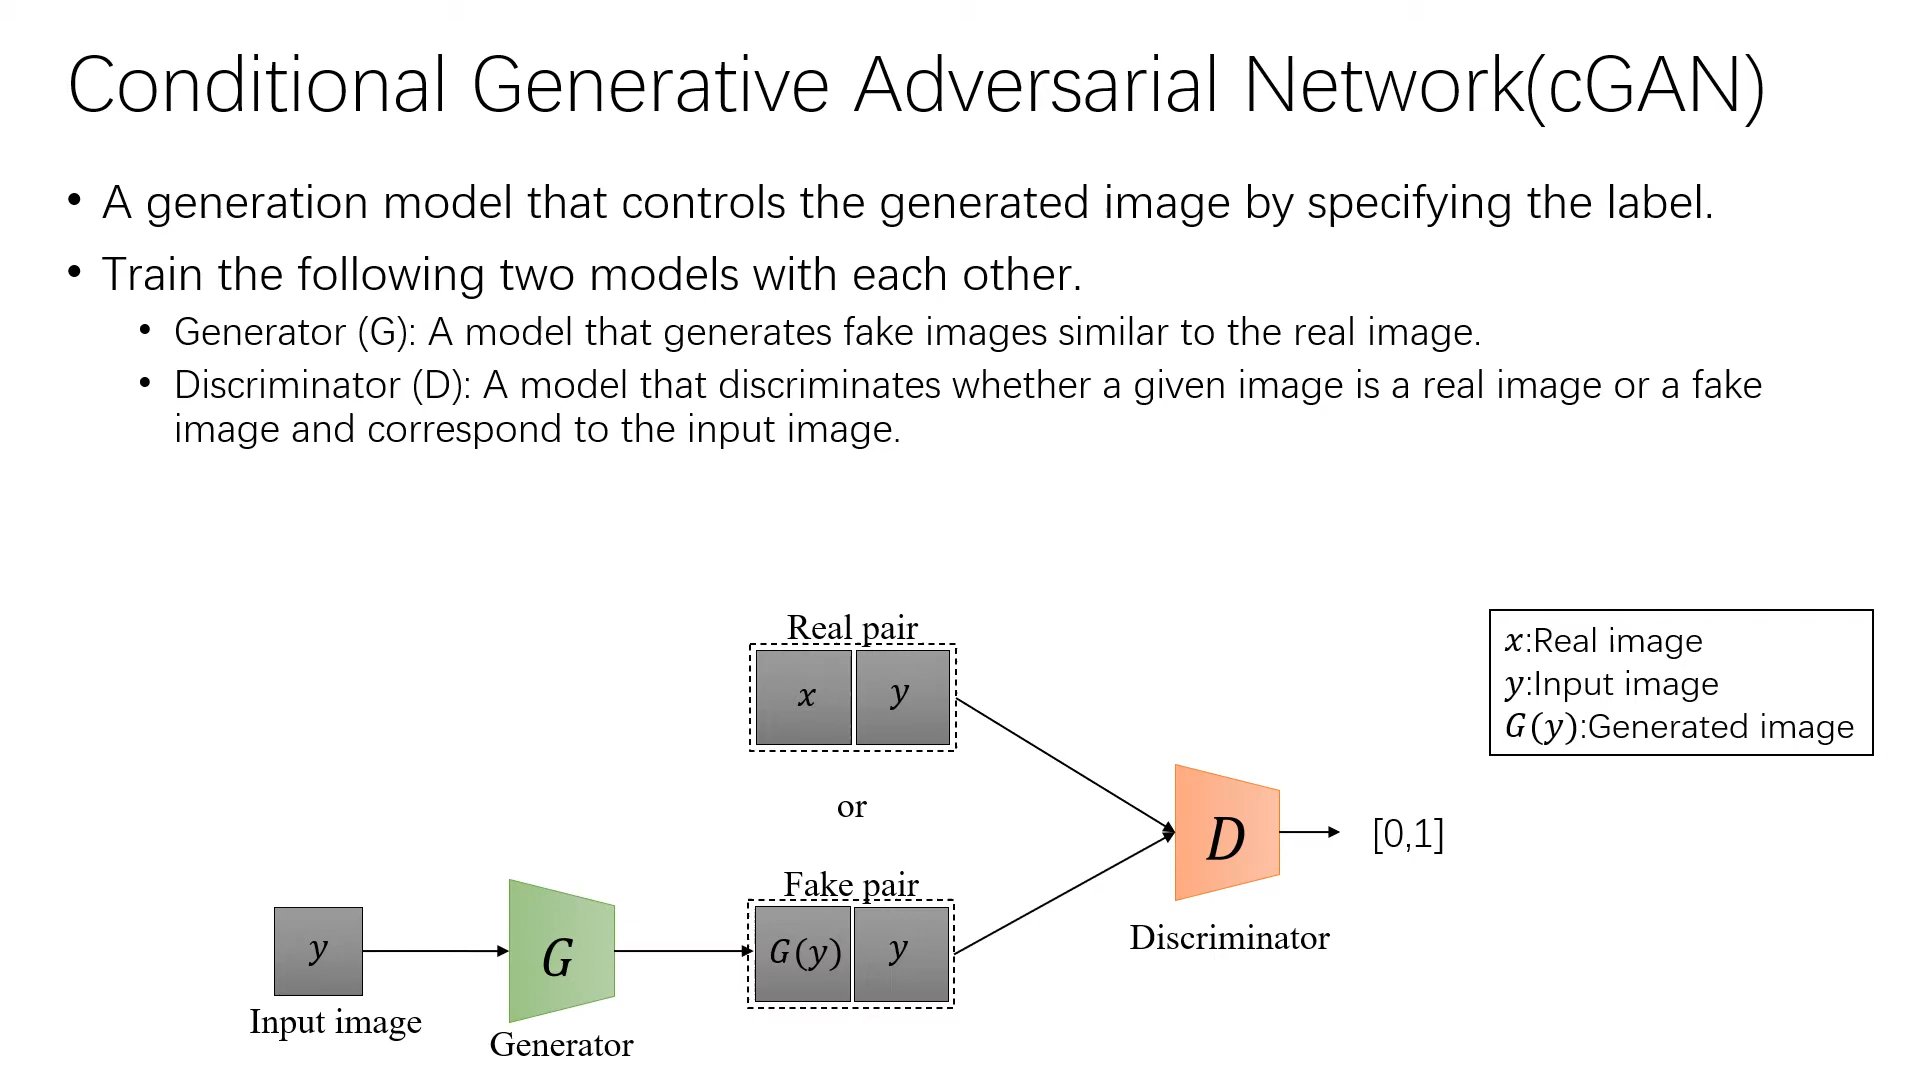 Conditional Generative Adversarial Network(cGAN)
• A generation model that controls the generated image by specifying the label.
• Train the following two models with each other.
• Generator (G): A model that generates fake images similar to the real image.
• Discriminator (D): A model that discriminates whether a given image is a real image or a fake
image and correspond to the input image.
Real pair
x y
x:Real image
y:Input image
G(y):Generated image
or
D
[0,1]
Discriminator
Fake pair
G(y) y
y
G
Input image
Generator